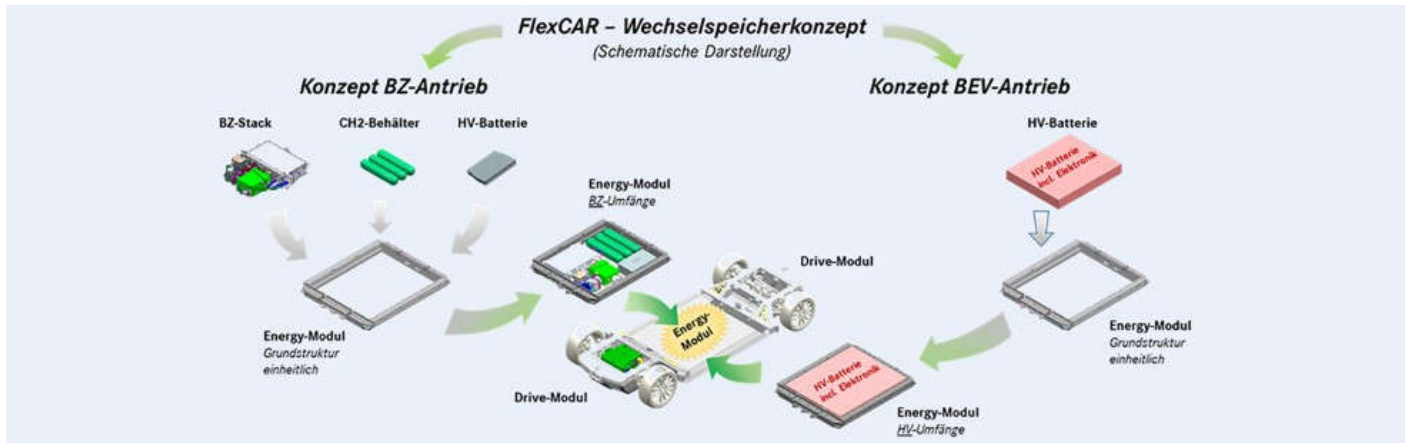 FlexCAR – Wechselspeicherkonzept
(Schematische Darstellung)
Konzept BZ-Antrieb
Konzept BEV-Antrieb
BZ-Stack
CH2-Behälter
HV-Batterie
HV-Batterie
HV-Batterie
incl. Elektronik
Energy-Modul
BZ-Umfänge
Drive-Modul
Energy-
Modul
Energy-Modul
Grundstruktur
einheitlich
Energy-Modul
Grundstruktur
einheitlich
HV-Batterie
incl. Elektronik
Drive-Modul
Energy-Modul
HV-Umfänge